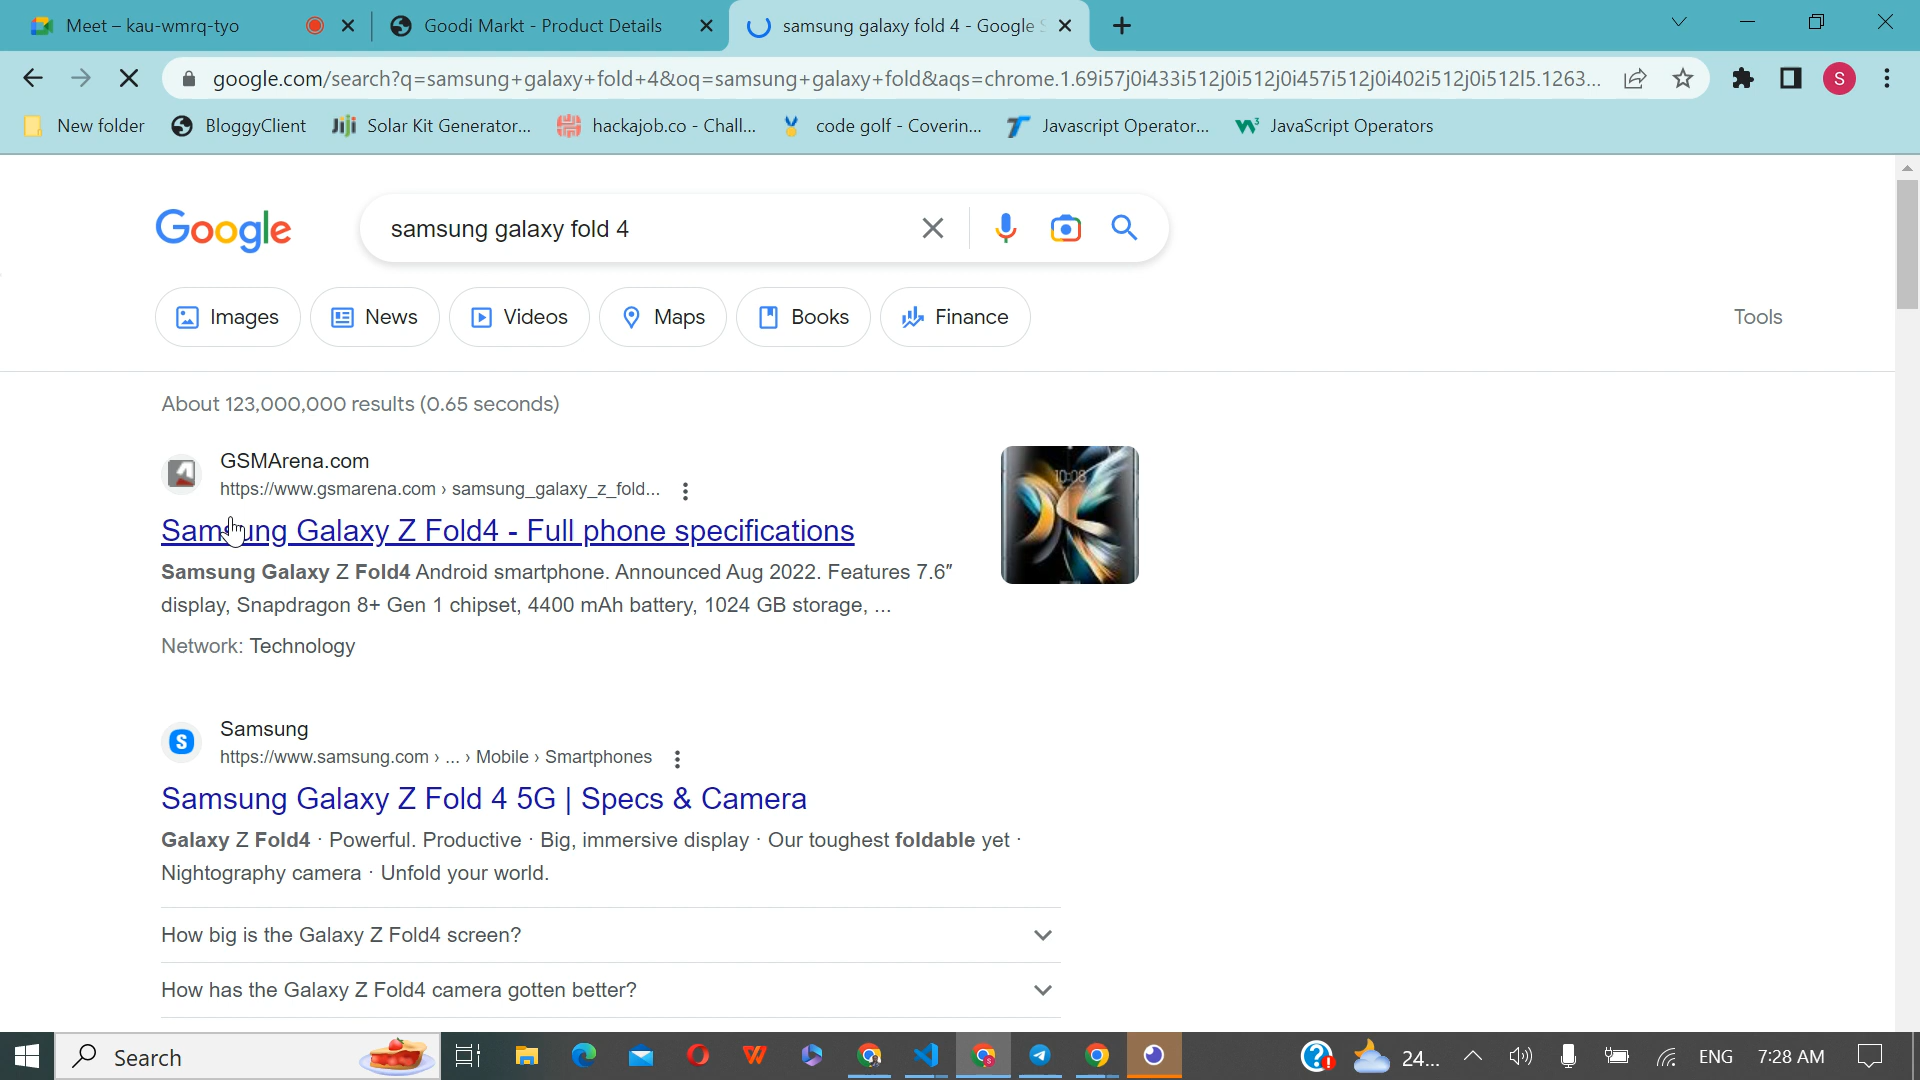 Meet – kau-wmrq-tyo
Goodi Markt - Product Details
samsung galaxy fold 4 - Google
google.com/search?q=samsung+galaxy+fold+4&oq=samsung+galaxy+fold&aqs=chrome.1.69i57j0i433i512j0i512j0i457i512j0i402i512j0i512l5.1263...
S
New folder
BloggyClient
Solar Kit Generator...
hackajob.co - Chall...
code golf - Coverin...
Javascript Operator...
JavaScript Operators
Google
samsung galaxy fold 4
Images
News
Videos
Maps
Books
Finance
Tools
About 123,000,000 results (0.65 seconds)
GSMArena.com
https://www.gsmarena.com › samsung_galaxy_z_fold...
Samsung Galaxy Z Fold4 - Full phone specifications
Samsung Galaxy Z Fold4 Android smartphone. Announced Aug 2022. Features 7.6″
display, Snapdragon 8+ Gen 1 chipset, 4400 mAh battery, 1024 GB storage, ...
Network: Technology
10:08
S
Samsung
https://www.samsung.com › ... › Mobile › Smartphones
Samsung Galaxy Z Fold 4 5G | Specs & Camera
Galaxy Z Fold4 · Powerful. Productive · Big, immersive display · Our toughest foldable yet ·
Nightography camera · Unfold your world.
How big is the Galaxy Z Fold4 screen?
How has the Galaxy Z Fold4 camera gotten better?
Search
24...
ENG
7:28 AM